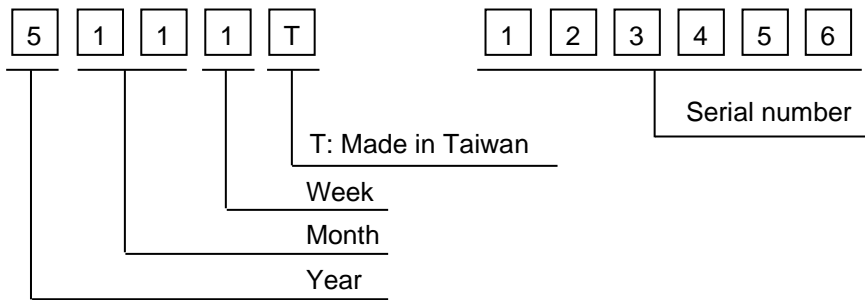 5 1 1 1 T 1 2 3 4 5 6
Serial number
T: Made in Taiwan
Week
Month
Year